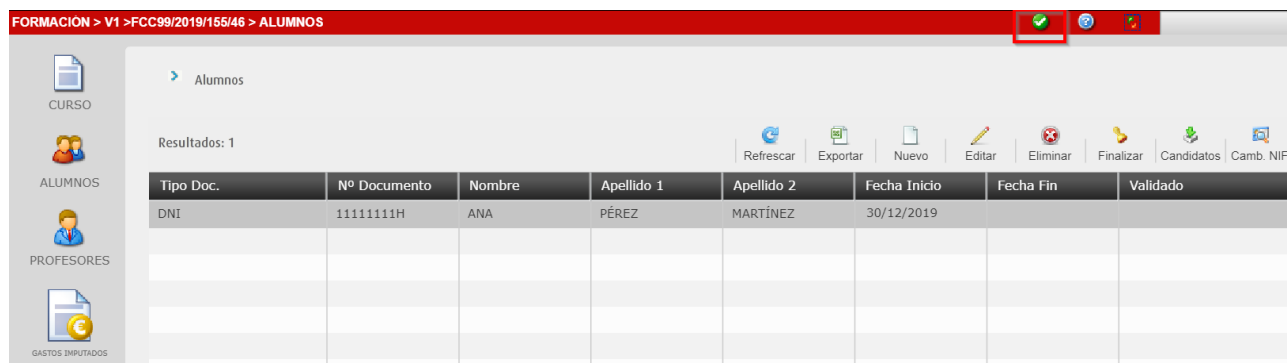 FORMACIÓN > V1 >FCC99/2019/155/46 > ALUMNOS
CURSO
ALUMNOS
PROFESORES
GASTOS IMPUTADOS
Alumnos
Resultados: 1
Refrescar Exportar Nuevo Editar Eliminar Finalizar Candidatos Camb. NIF
Tipo Doc. Nº Documento Nombre Apellido 1 Apellido 2 Fecha Inicio Fecha Fin Validado
DNI 11111111H ANA PÉREZ MARTÍNEZ 30/12/2019